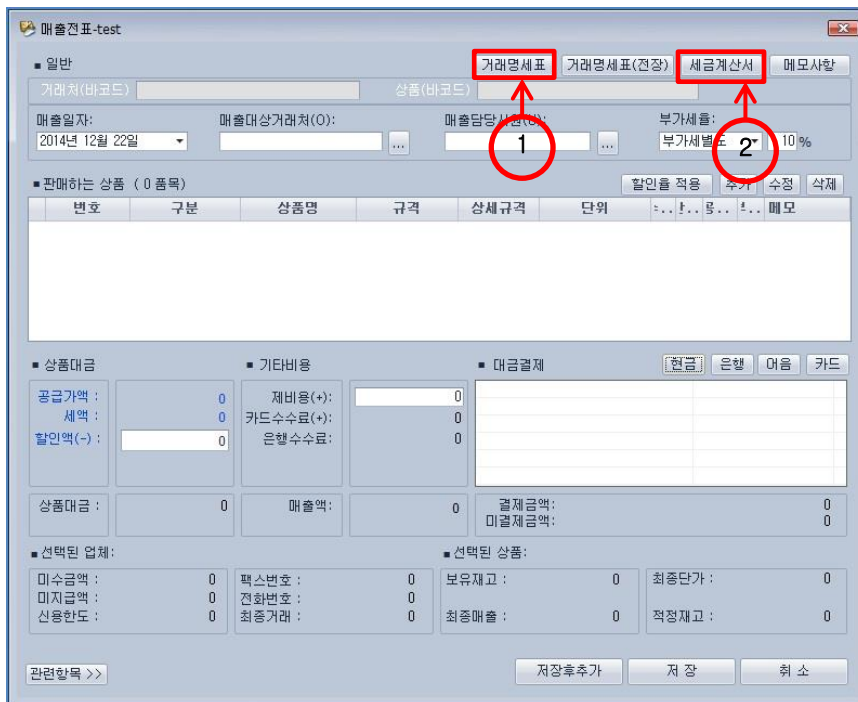 매출전표-test
■ 일반 거래명세표 거래명세표(전장) 세금계산서 메모사항
거래처(바코드) 상품(바코드)
매출일자: 매출대상거래처(O): 매출담당사원(U): 부가세율:
2014년 12월 22일 ... ... 부가세별도 10 %
1 2
■ 판매하는 상품 ( 0 품목) 할인율 적용 추가 수정 삭제
번호 구분 상품명 규격 상세규격 단위 메모
■ 상품대금 ■ 기타비용 ■ 대금결제 현금 은행 어음 카드
공급가액 : 0 제비용(+): 0
세액 : 0 카드수수료(+): 0
할인액(-) : 0 은행수수료: 0
상품대금 : 0 매출액: 0 결제금액: 0
미결제금액: 0
■ 선택된 업체: ■ 선택된 상품:
미수금액 : 0 팩스번호 : 0 보유재고 : 0 최종단가 : 0
미지급액 : 0 전화번호 : 0
신용한도 : 0 최종거래 : 0 최종매출 : 0 적정재고 : 0
관련항목 >> 저장후추가 저 장 취 소